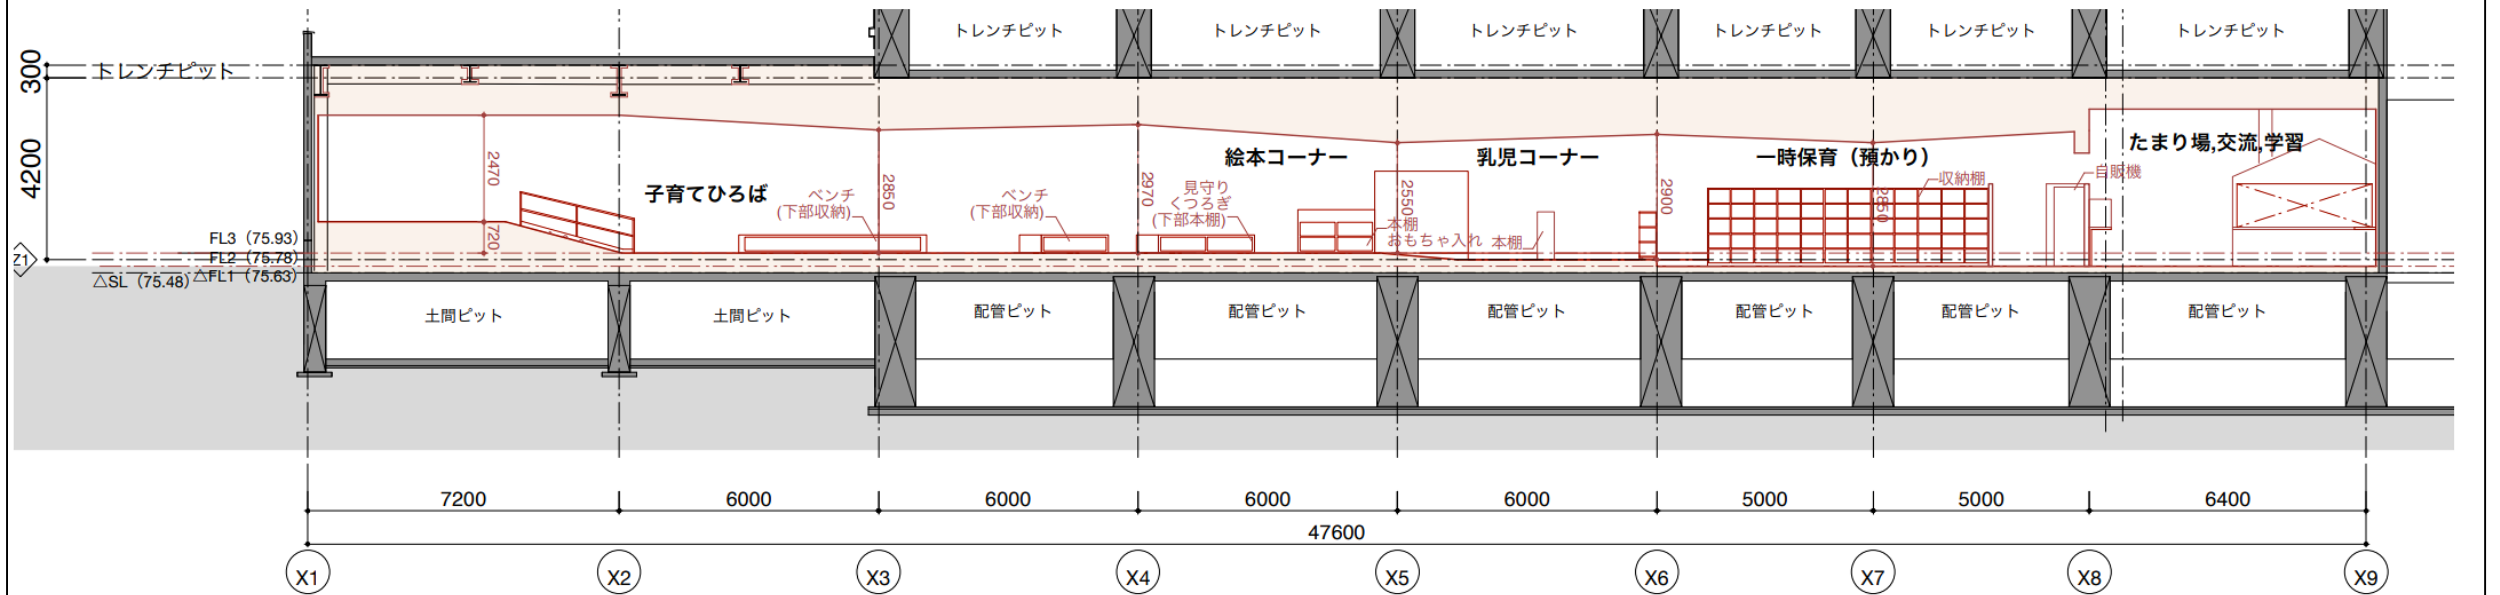 トレンチピット
トレンチピット
トレンチピット
トレンチピット
トレンチピット
トレンチピット
300
トレンチピット
4200
2470
子育てひろば
ベンチ
(下部収納)
2850
ベンチ
(下部収納)
2970
見守り
くつろぎ
(下部本棚)
絵本コーナー
2550
本棚
おもちゃ入れ
乳児コーナー
本棚
2900
一時保育（預かり）
2850
収納棚
自販機
たまり場,交流,学習
720
FL3（75.93）
FL2（75.78）
Z1
△SL（75.48）
△FL1（75.63）
土間ピット
土間ピット
配管ピット
配管ピット
配管ピット
配管ピット
配管ピット
配管ピット
7200
6000
6000
6000
6000
5000
5000
6400
47600
X1
X2
X3
X4
X5
X6
X7
X8
X9